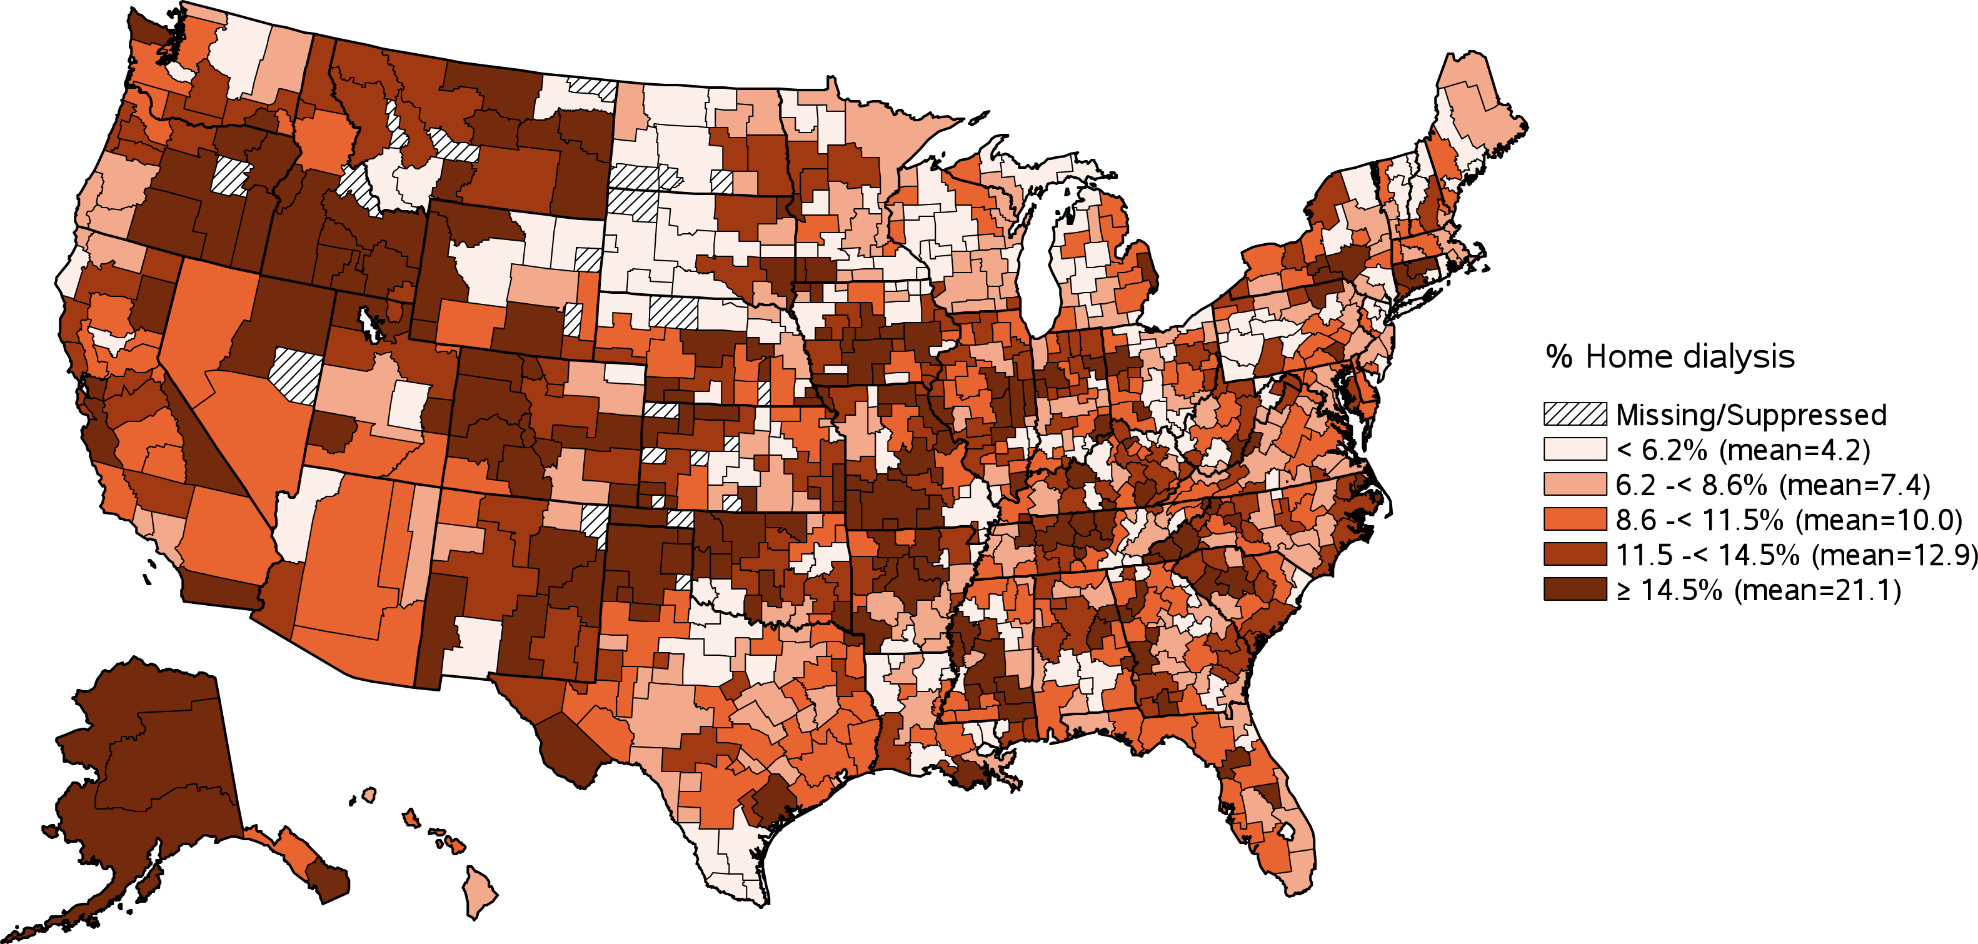 % Home dialysis
Missing/Suppressed
< 6.2% (mean=4.2)
6.2 -< 8.6% (mean=7.4)
8.6 -< 11.5% (mean=10.0)
11.5 -< 14.5% (mean=12.9)
≥ 14.5% (mean=21.1)